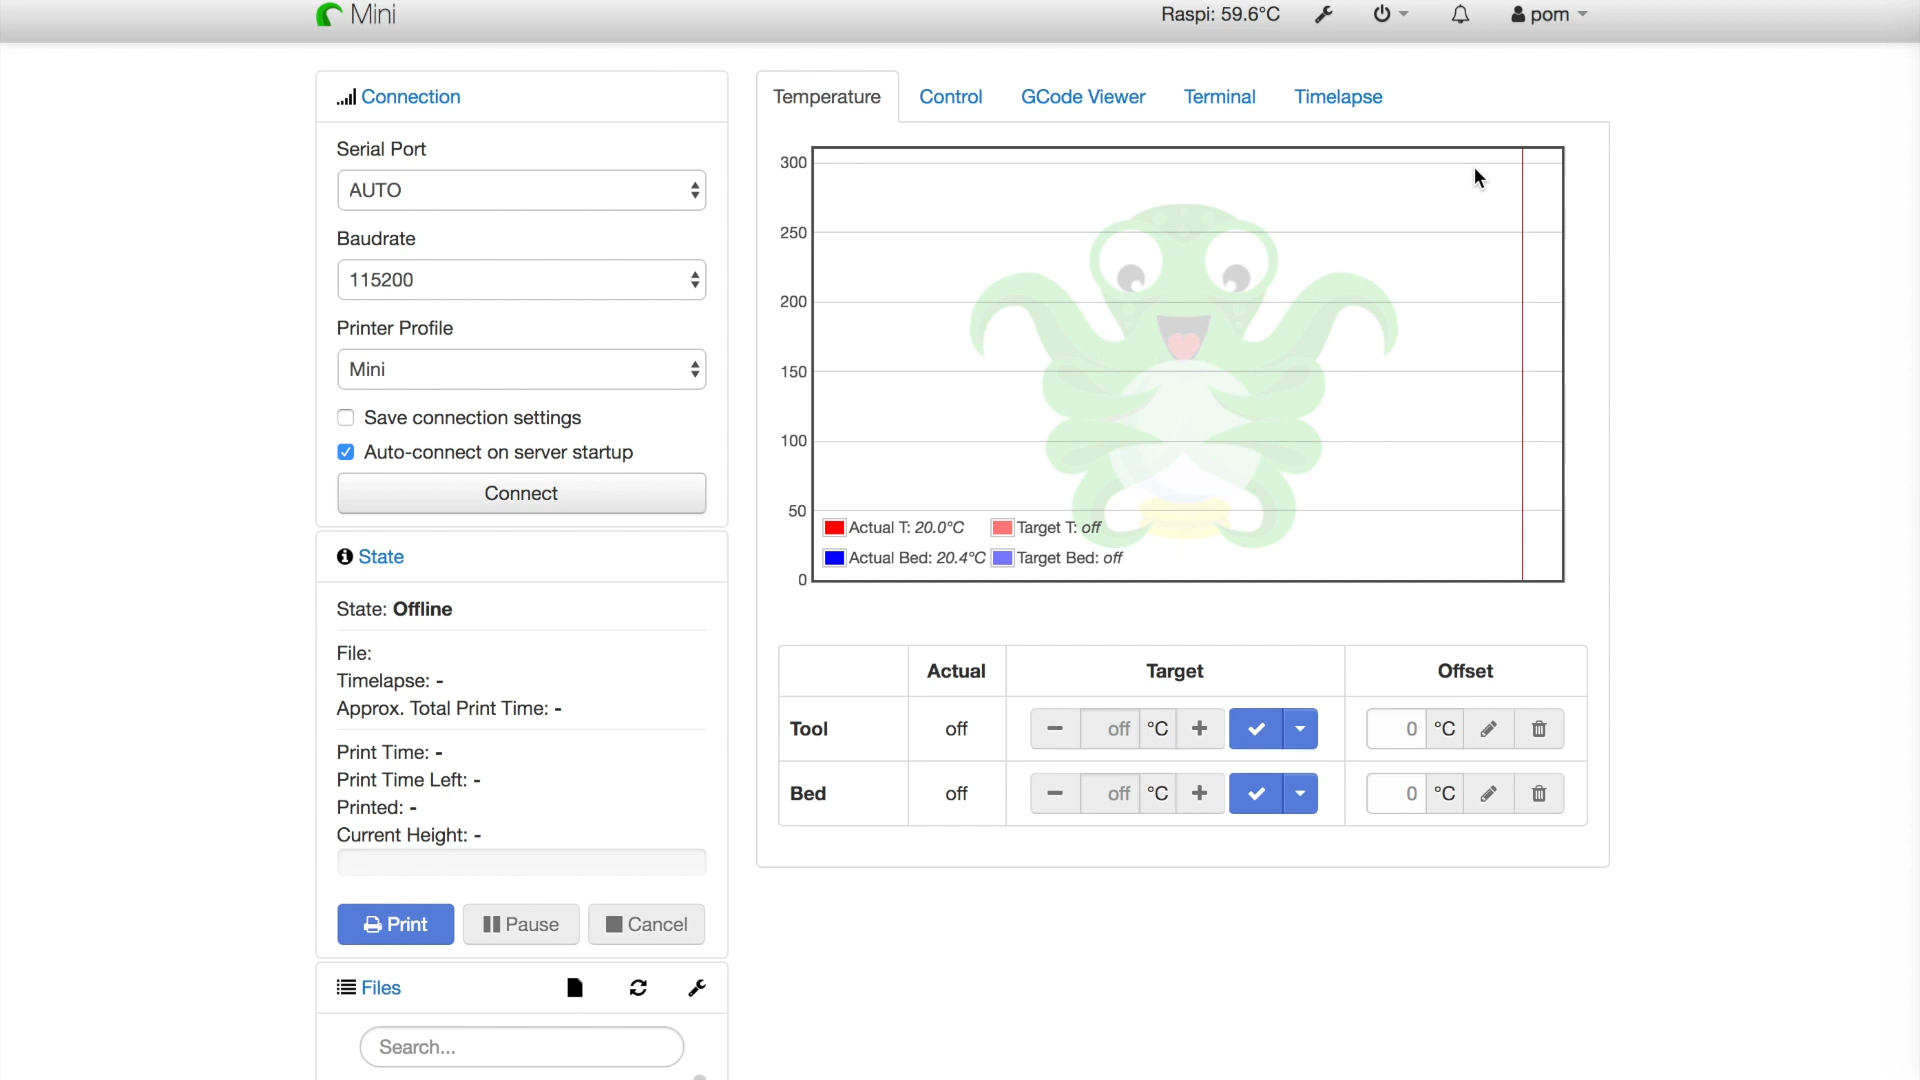 Mini
Raspi: 59.6°C
pom
Connection
Serial Port
AUTO
Baudrate
115200
Printer Profile
Mini
Save connection settings
Auto-connect on server startup
Connect
State
State: Offline
File:
Timelapse: -
Approx. Total Print Time: -
Print Time: -
Print Time Left: -
Printed: -
Current Height: -
Print
Pause
Cancel
Files
Search...
Temperature
Control
GCode Viewer
Terminal
Timelapse
300
250
200
150
100
50
0
Actual T: 20.0°C Target T: off
Actual Bed: 20.4°C Target Bed: off
Actual Target Offset
Tool off off °C 0 °C
Bed off off °C 0 °C